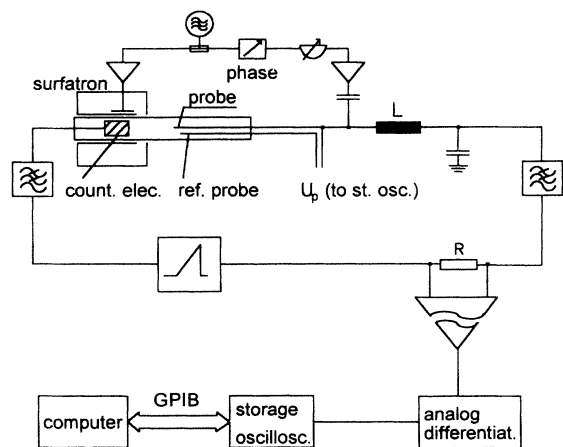 phase
surfatron
probe
L
count. elec.
ref. probe
Up (to st. osc.)
R
GPIB
computer
storage
oscillosc.
analog
differentiat.